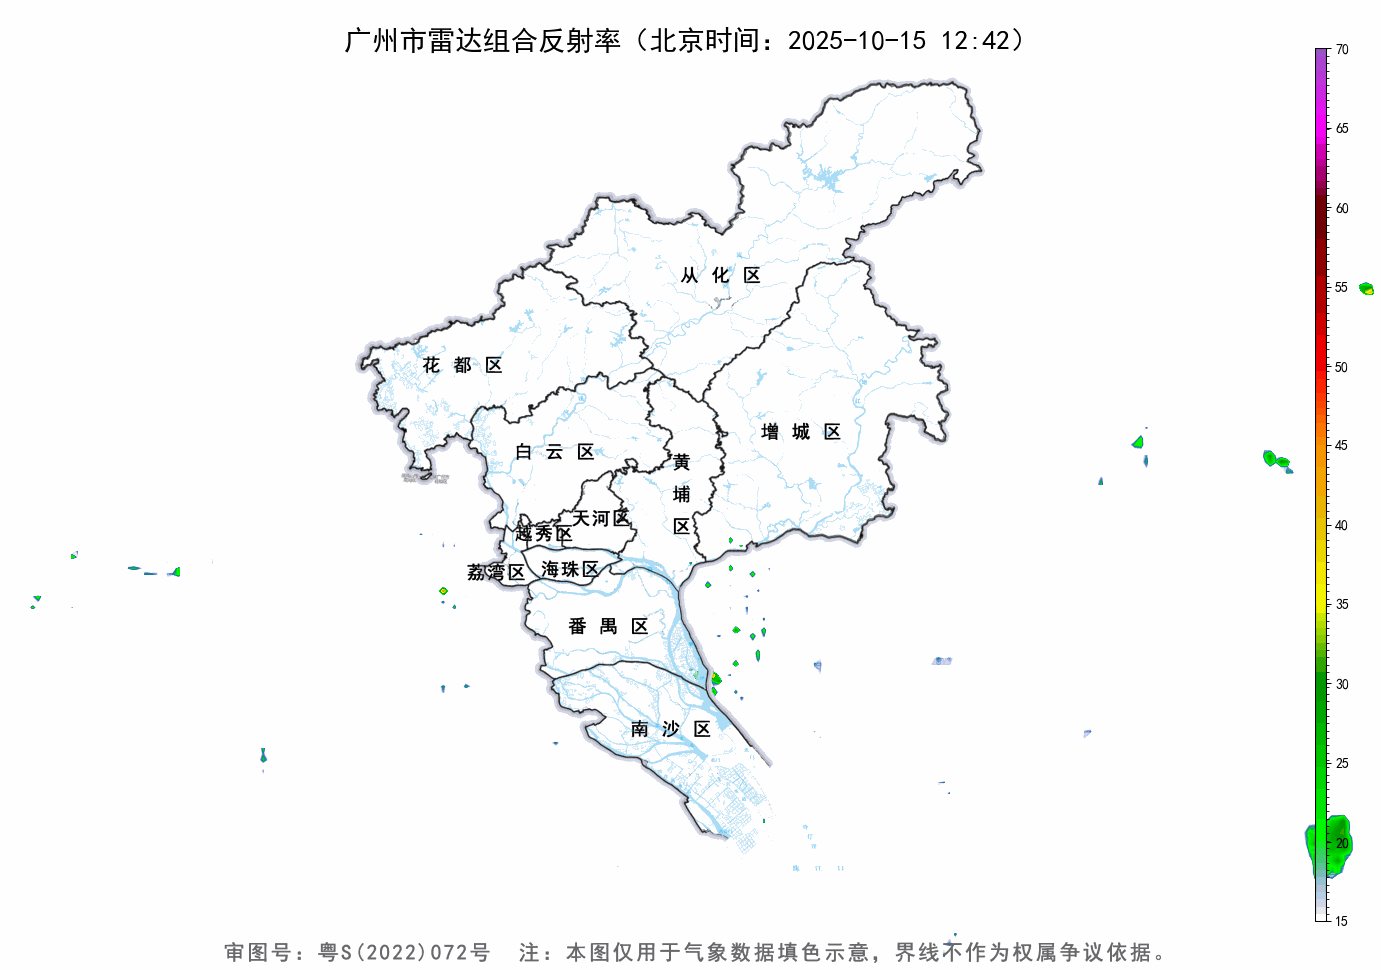 广州市雷达组合反射率（北京时间：2025-10-15 12:42）
70
65
60
55
50
45
40
35
30
25
20
15
从化区
花都区
增城区
白云区
黄埔区
天河区
越秀区
海珠区
荔湾区
番禺区
南沙区
审图号：粤S(2022)072号 注：本图仅用于气象数据填色示意，界线不作为权属争议依据。